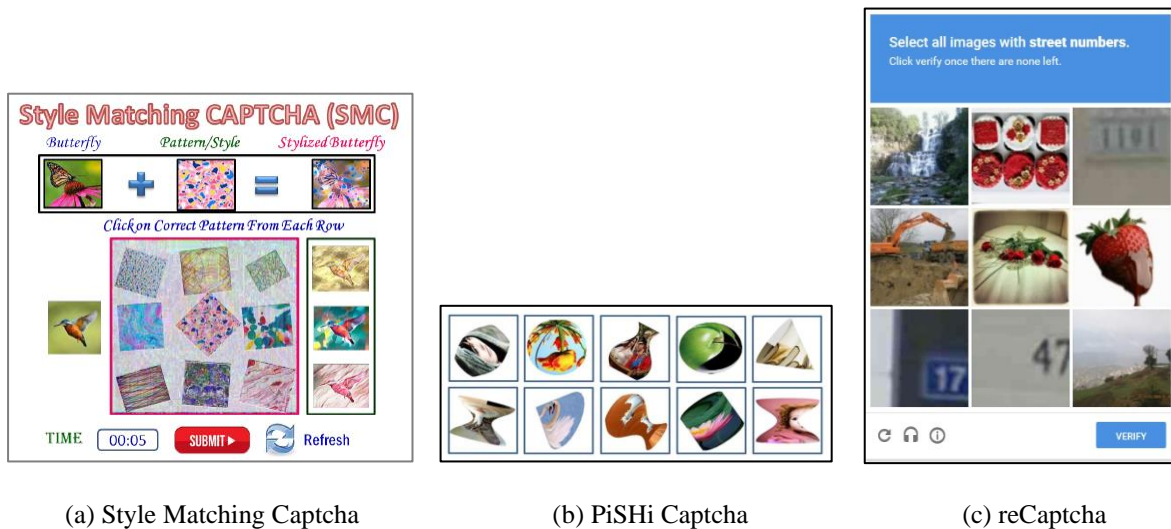 Style Matching CAPTCHA (SMC)
Butterfly Pattern/Style Stylized Butterfly
Click on Correct Pattern From Each Row
TIME 00:05 SUBMIT Refresh
(a) Style Matching Captcha
(b) PiSHi Captcha
Select all images with street numbers.
Click verify once there are none left.
17
47
VERIFY
(c) reCaptcha